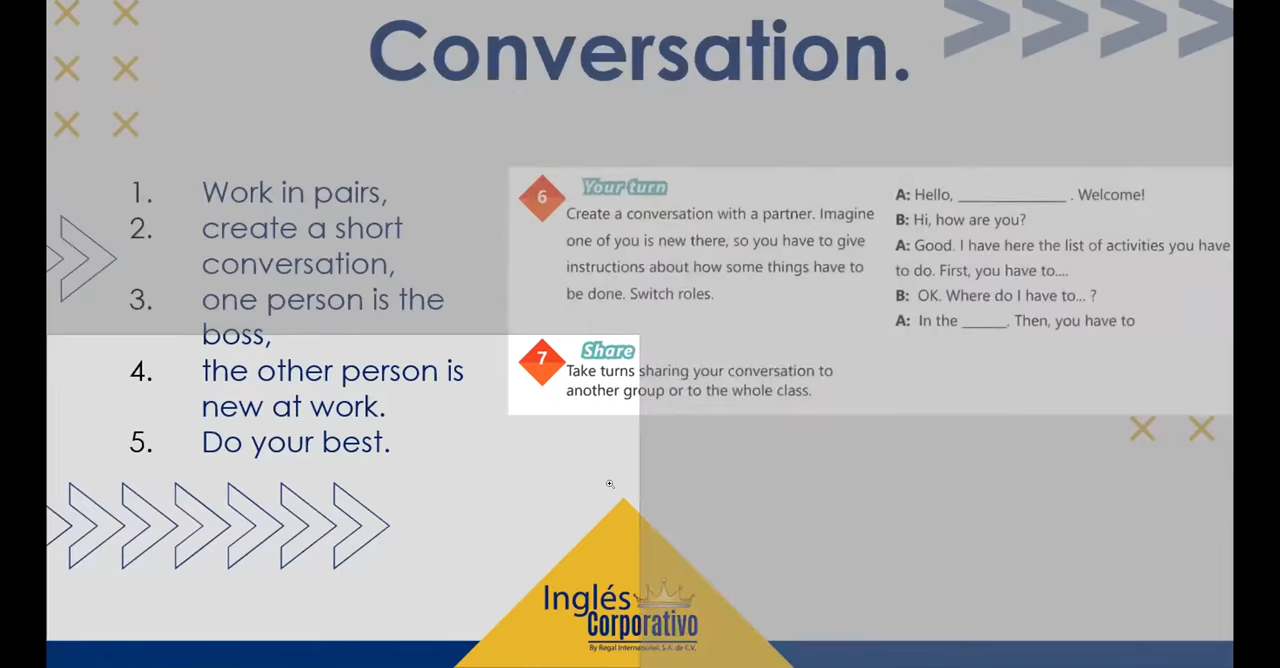 Conversation.
1. Work in pairs,
2. create a short
conversation,
3. one person is the
boss,
4. the other person is
new at work.
5. Do your best.
6 Your turn
Create a conversation with a partner. Imagine
one of you is new there, so you have to give
instructions about how some things have to
be done. Switch roles.
A: Hello, ______________ . Welcome!
B: Hi, how are you?
A: Good. I have here the list of activities you have
to do. First, you have to....
B: OK. Where do I have to... ?
A: In the ______. Then, you have to
7 Share
Take turns sharing your conversation to
another group or to the whole class.
Inglés
Corporativo
By Regal International, S.A. de C.V.